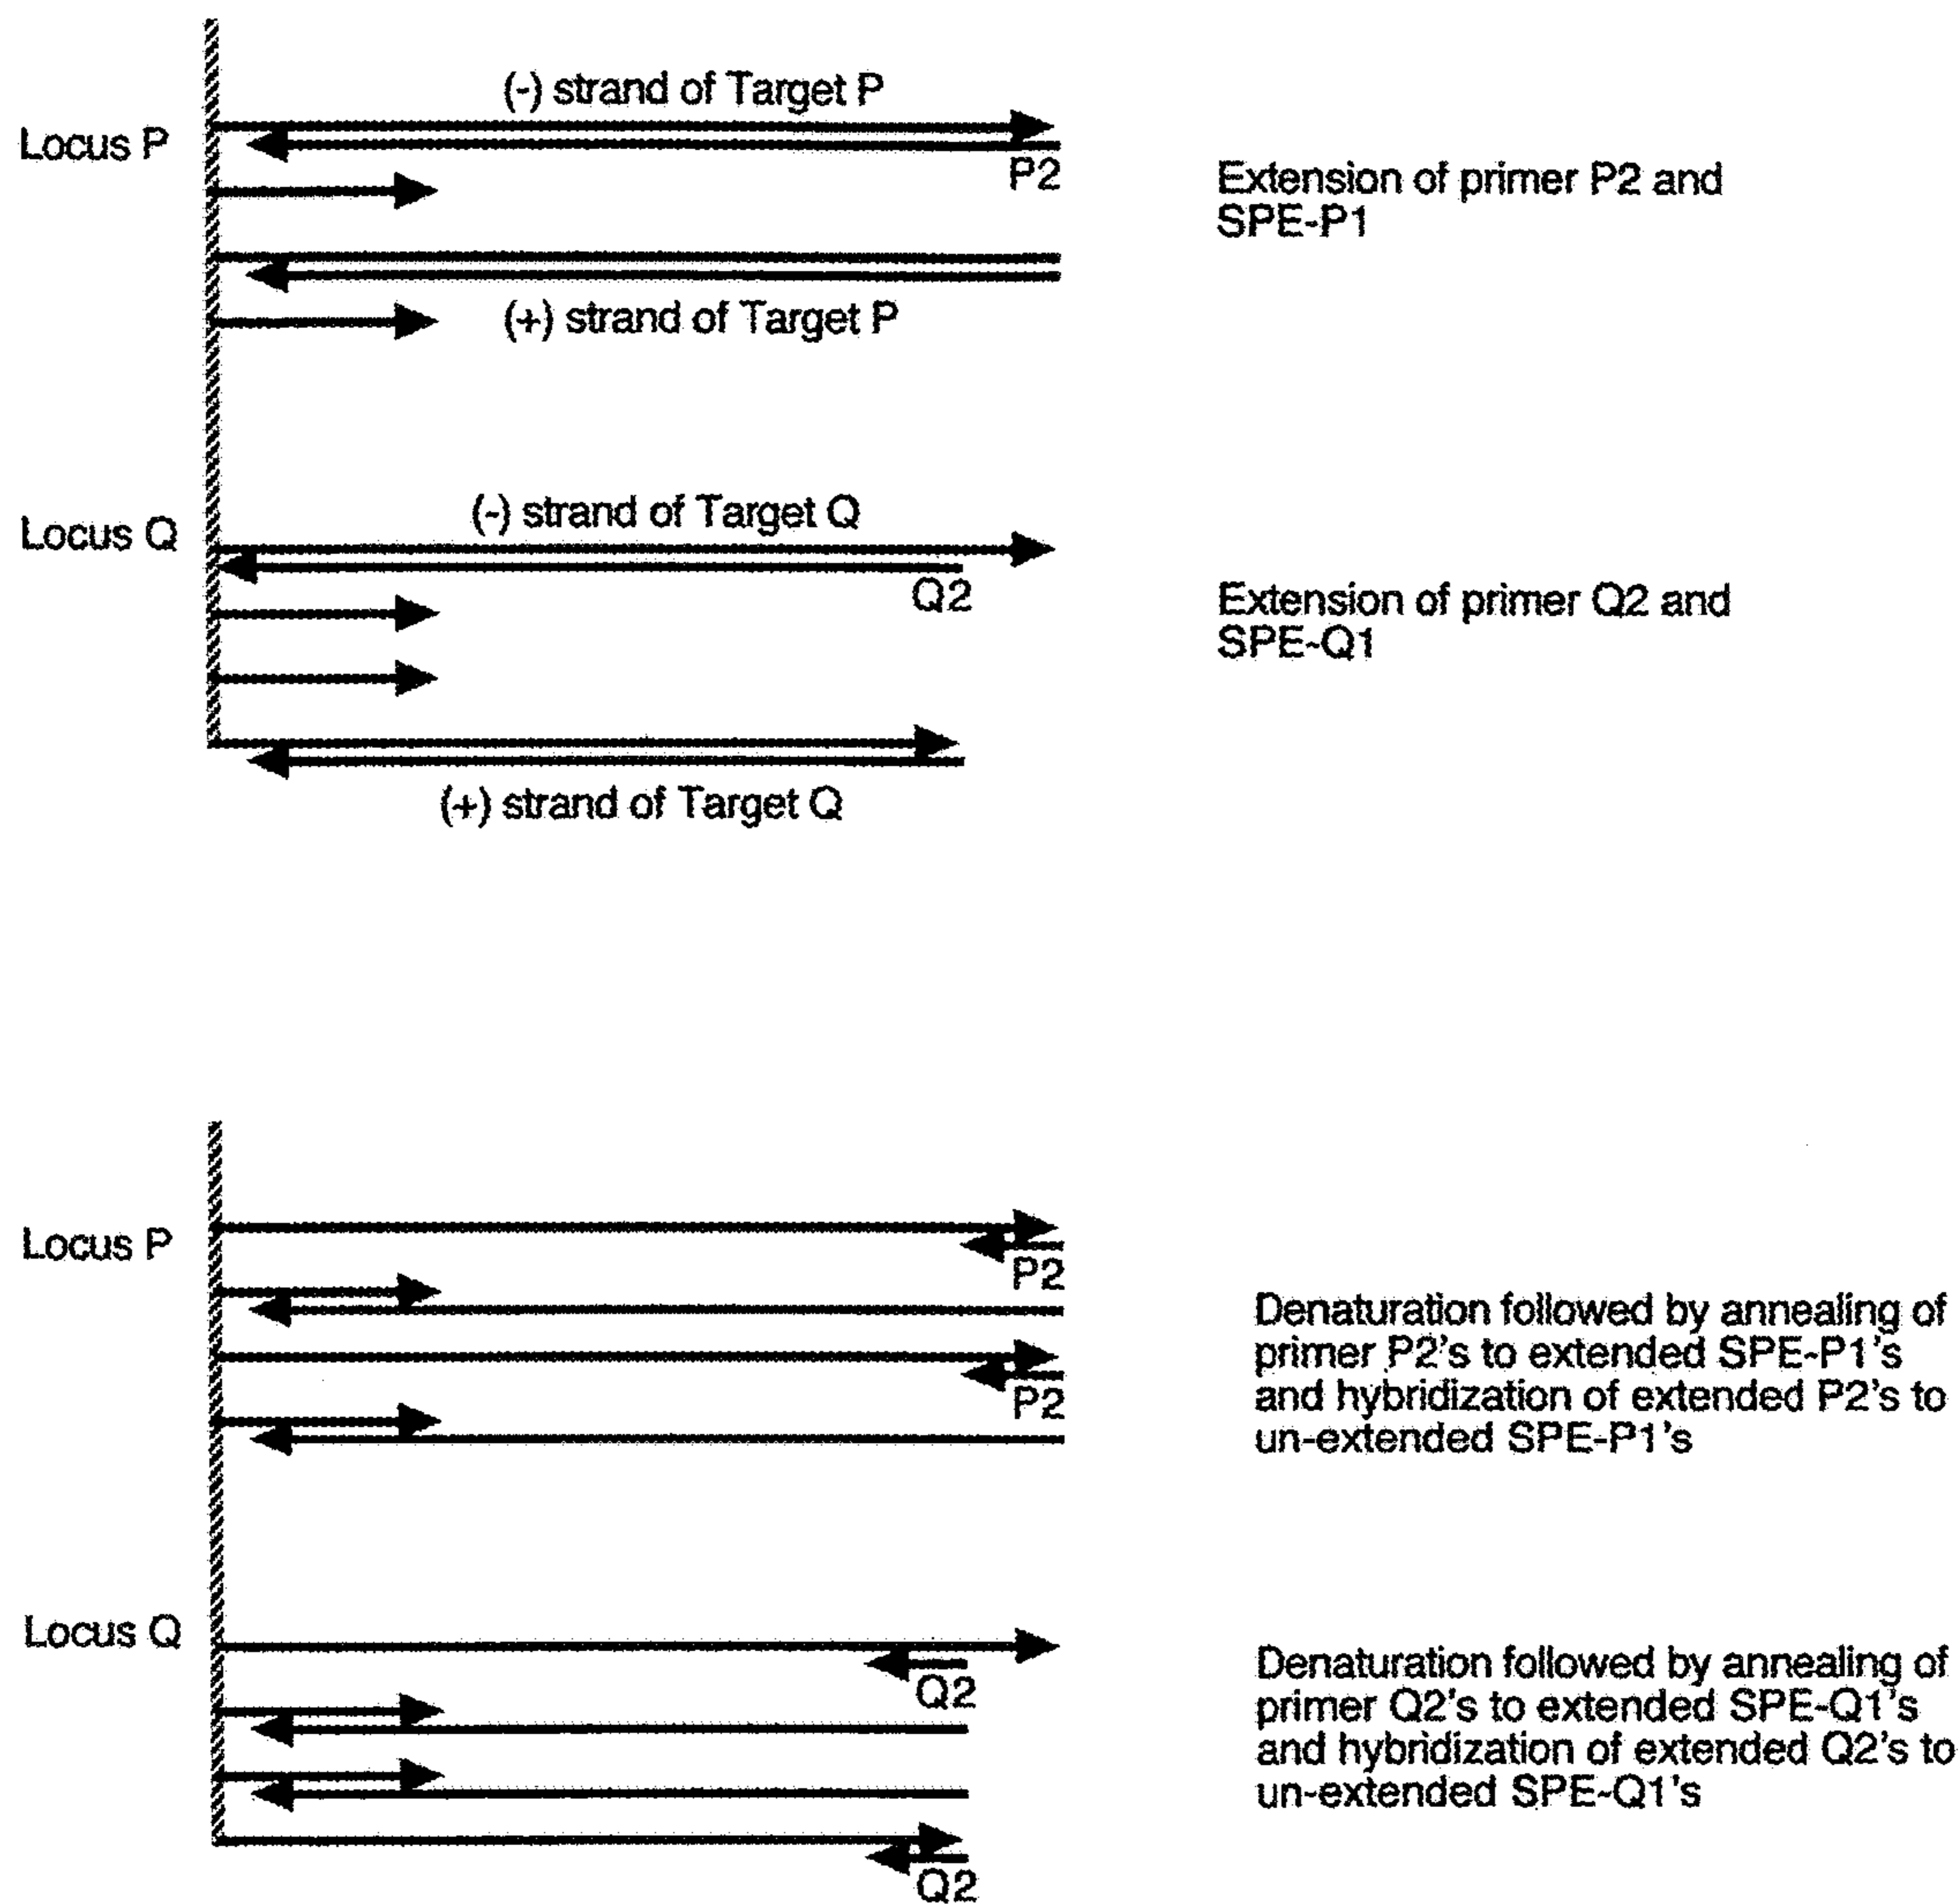 (-) strand of Target P
Locus P
P2
Extension of primer P2 and
SPE-P1
(+) strand of Target P
(-) strand of Target Q
Locus Q
Q2
Extension of primer Q2 and
SPE-Q1
(+) strand of Target Q
Locus P
P2
Denaturation followed by annealing of
primer P2's to extended SPE-P1's
and hybridization of extended P2's to
un-extended SPE-P1's
P2
Locus Q
Q2
Denaturation followed by annealing of
primer Q2's to extended SPE-Q1's
and hybridization of extended Q2's to
un-extended SPE-Q1's
Q2